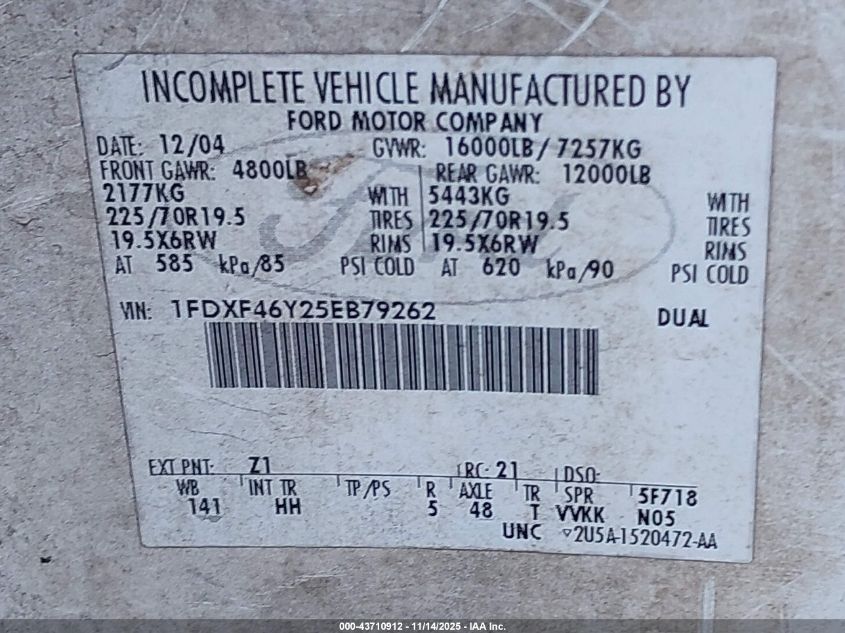 INCOMPLETE VEHICLE MANUFACTURED BY
FORD MOTOR COMPANY
DATE: 12/04 GVWR: 16000LB/ 7257KG
FRONT GAWR: 4800LB REAR GAWR: 12000LB
2177KG WITH 5443KG WITH
225/70R19.5 TIRES 225/70R19.5 TIRES
19.5X6RW RIMS 19.5X6RW RIMS
AT 585 kPa/85 PSI COLD AT 620 kPa/90 PSI COLD
VIN: 1FDXF46Y25EB79262 DUAL
EXT PNT: Z1 RC: 21 DSO:
WB INT TR TP/PS R AXLE TR SPR 5F718
141 HH 5 48 T VVKK N05
UNC ▽2U5A-1520472-AA
000-43710912 - 11/14/2025 - IAA Inc.